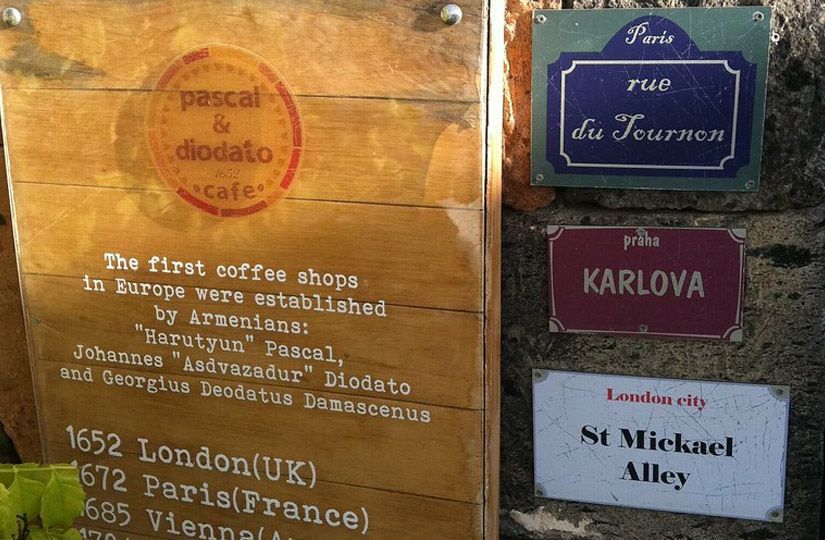 pascal
&
diodato
1652
cafe
The first coffee shops
in Europe were established
by Armenians:
"Harutyun" Pascal,
Johannes "Asdvazadur" Diodato
and Georgius Deodatus Damascenus
1652 London(UK)
1672 Paris(France)
1685 Vienna(A
Paris
rue
du Tournon
praha
KARLOVA
London city
St Mickael
Alley